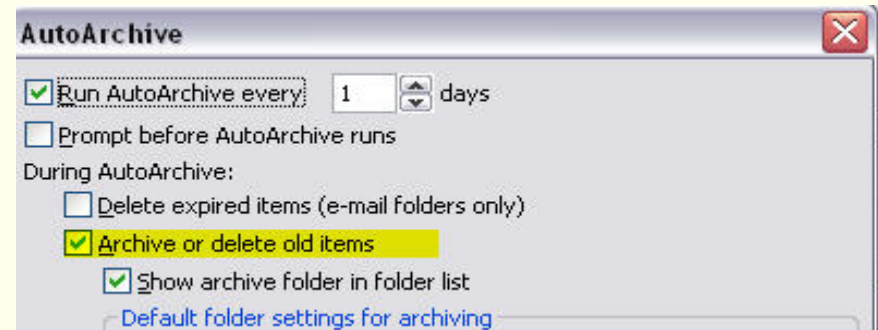 AutoArchive
Run AutoArchive every 1 days
Prompt before AutoArchive runs
During AutoArchive:
Delete expired items (e-mail folders only)
Archive or delete old items
Show archive folder in folder list
Default folder settings for archiving